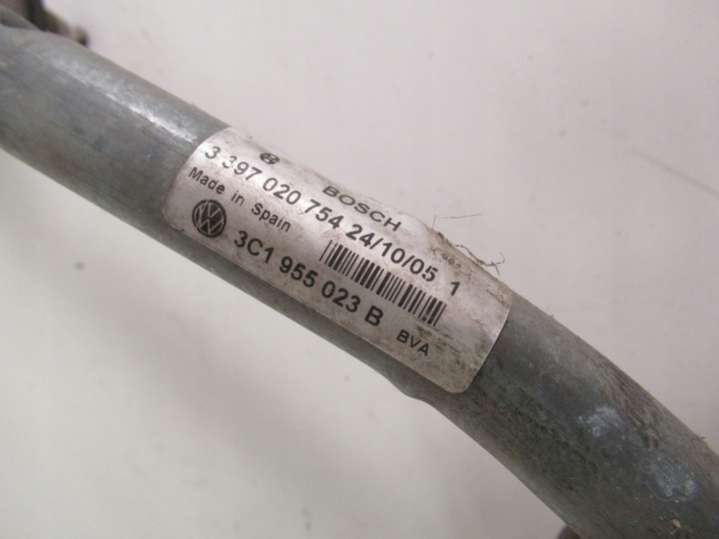 BOSCH
3 397 020 754 24/10/05 1
Made in Spain
3C1 955 023 B
BVA